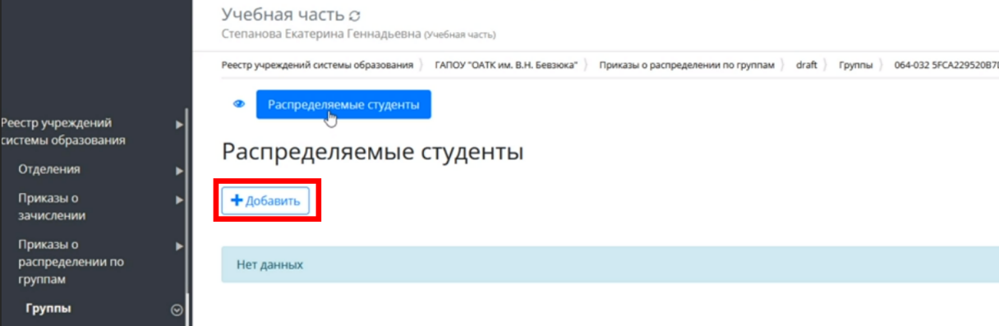 Учебная часть
Степанова Екатерина Геннадьевна (Учебная часть)
Реестр учреждений системы образования ГАПОУ "ОАТК им. В.Н. Бевзюка" Приказы о распределении по группам draft Группы 064-032 5FCA229520B7
Распределяемые студенты
Распределяемые студенты
Добавить
Нет данных
Реестр учреждений
системы образования
Отделения
Приказы о
зачислении
Приказы о
распределении по
группам
Группы